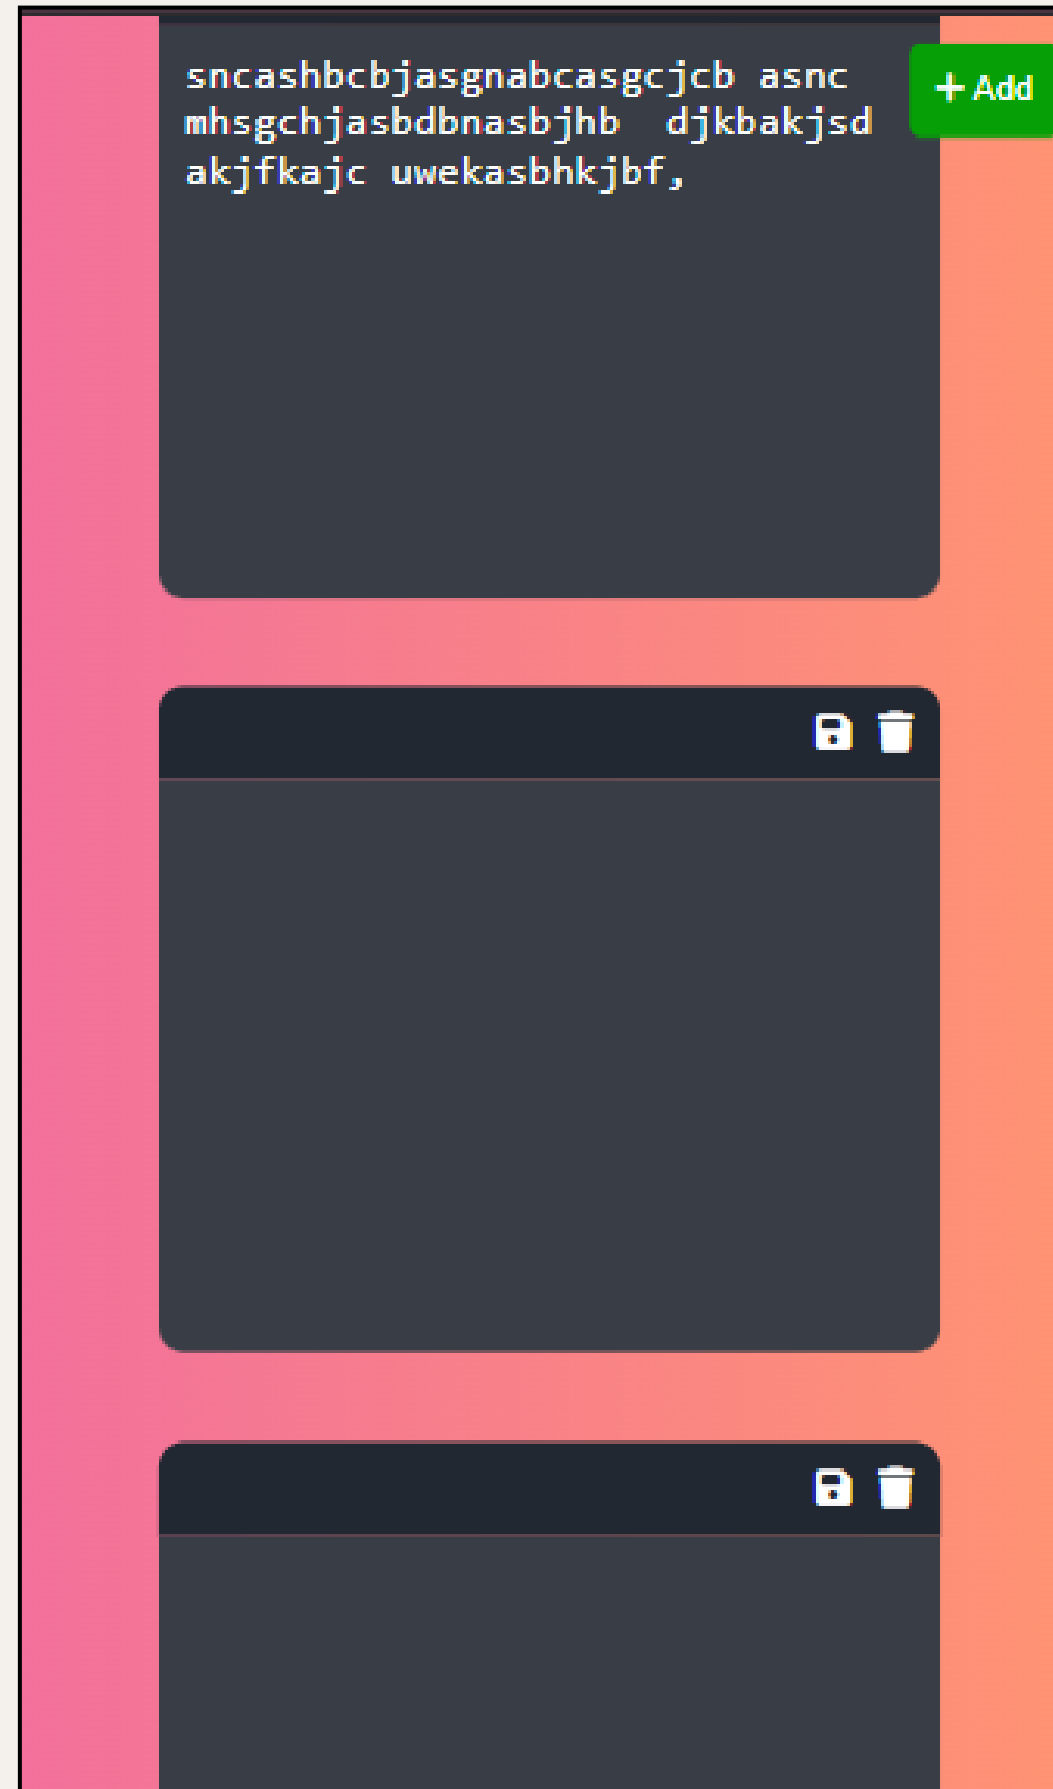 sncashbcbjasgnabcasgcjcb asnc
+ Add
mhsgchjasbdbnasbjhb  djkbakjsd
akjfkajc uwekasbhkjbf,